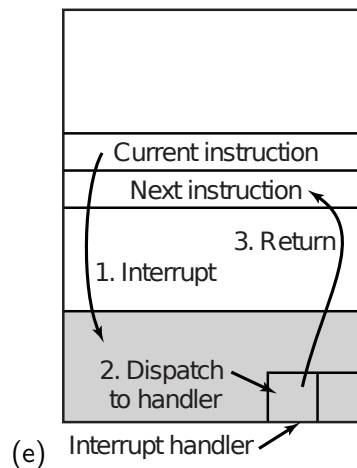 Current instruction
Next instruction
3. Return
1. Interrupt
2. Dispatch
to handler
(e) Interrupt handler